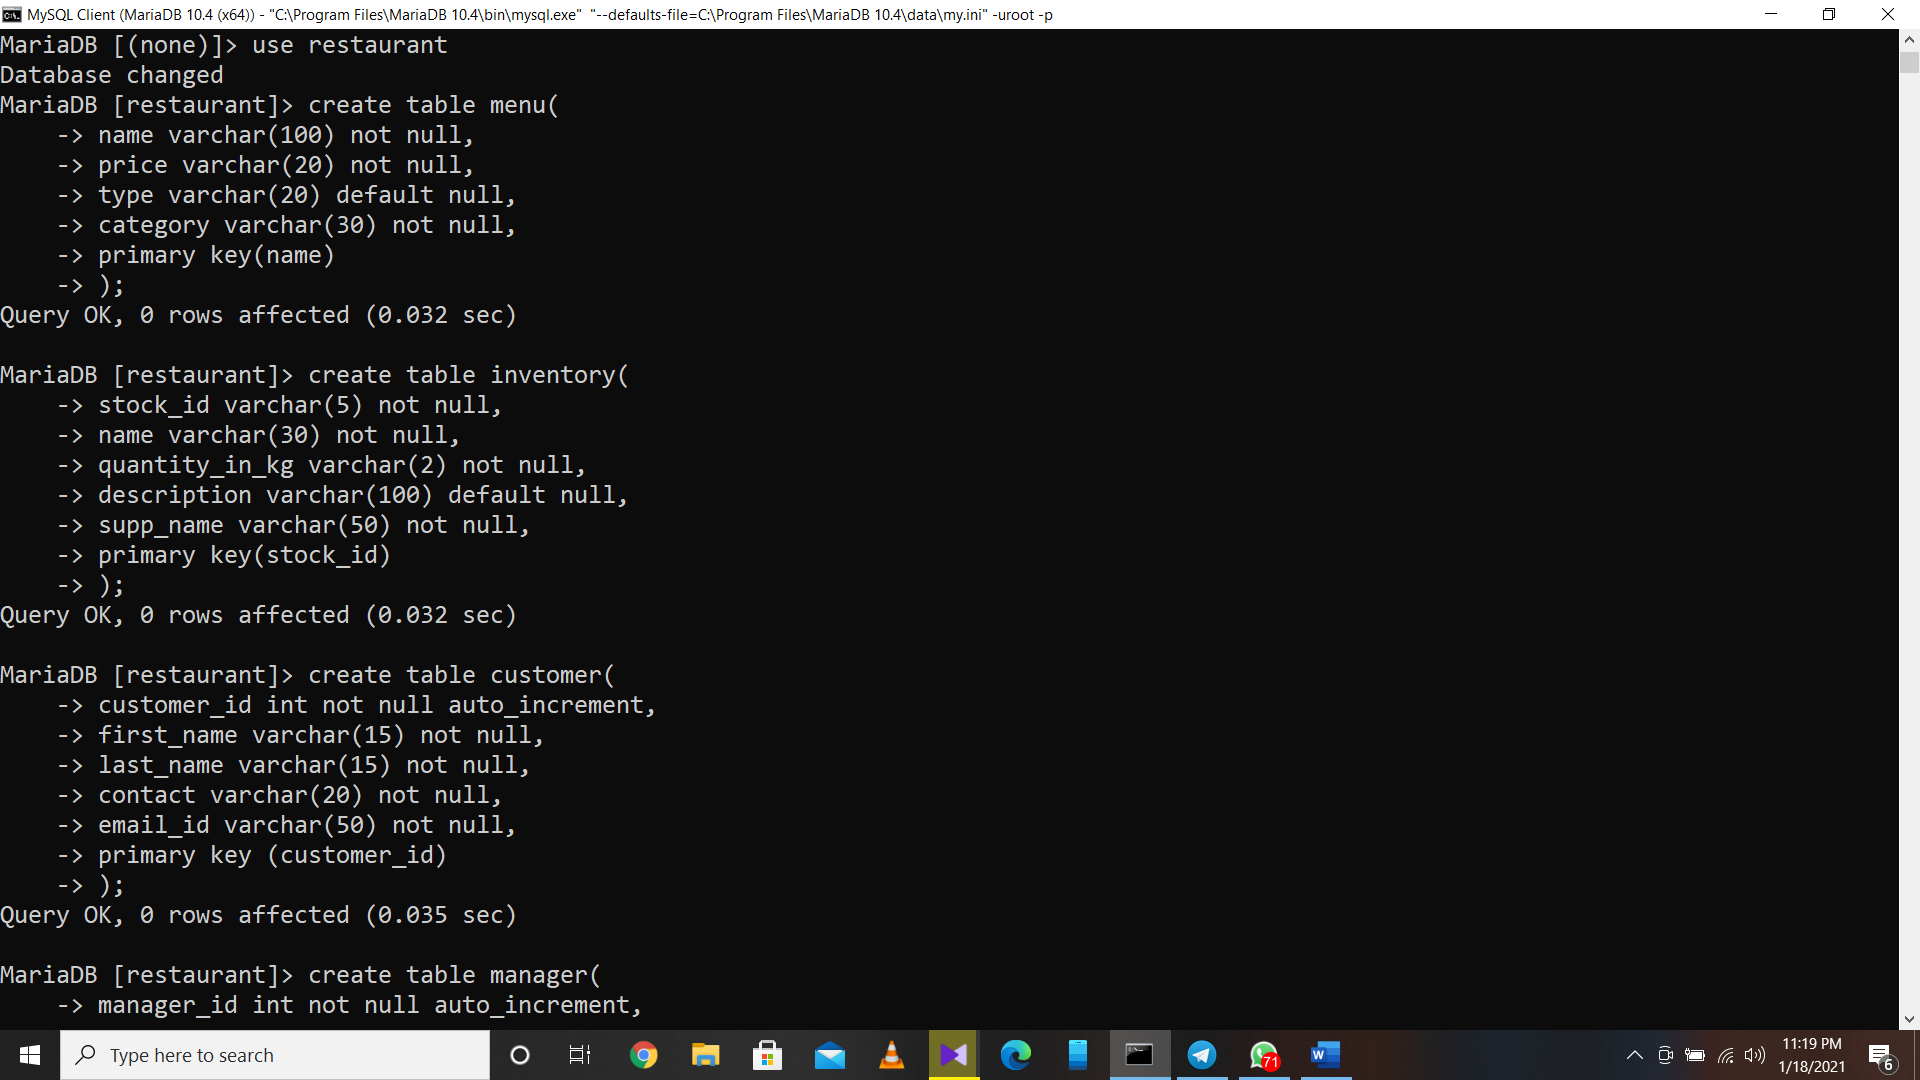 MySQL Client (MariaDB 10.4 (x64)) - "C:\Program Files\MariaDB 10.4\bin\mysql.exe"  "--defaults-file=C:\Program Files\MariaDB 10.4\data\my.ini" -uroot -p
MariaDB [(none)]> use restaurant
Database changed
MariaDB [restaurant]> create table menu(
    -> name varchar(100) not null,
    -> price varchar(20) not null,
    -> type varchar(20) default null,
    -> category varchar(30) not null,
    -> primary key(name)
    -> );
Query OK, 0 rows affected (0.032 sec)

MariaDB [restaurant]> create table inventory(
    -> stock_id varchar(5) not null,
    -> name varchar(30) not null,
    -> quantity_in_kg varchar(2) not null,
    -> description varchar(100) default null,
    -> supp_name varchar(50) not null,
    -> primary key(stock_id)
    -> );
Query OK, 0 rows affected (0.032 sec)

MariaDB [restaurant]> create table customer(
    -> customer_id int not null auto_increment,
    -> first_name varchar(15) not null,
    -> last_name varchar(15) not null,
    -> contact varchar(20) not null,
    -> email_id varchar(50) not null,
    -> primary key (customer_id)
    -> );
Query OK, 0 rows affected (0.035 sec)

MariaDB [restaurant]> create table manager(
    -> manager_id int not null auto_increment,
Type here to search
71
W
11:19 PM
1/18/2021
6